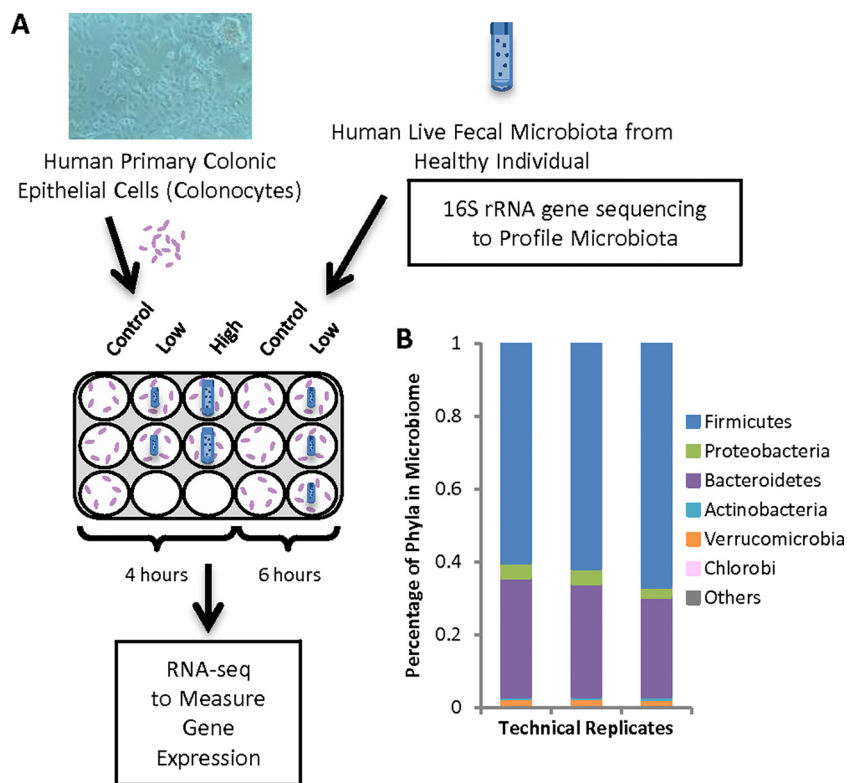 A
Human Primary Colonic
Epithelial Cells (Colonocytes)
Human Live Fecal Microbiota from
Healthy Individual
16S rRNA gene sequencing
to Profile Microbiota
Control
Low
High
Control
Low
4 hours
6 hours
RNA-seq
to Measure
Gene
Expression
B
Percentage of Phyla in Microbiome
1
0.8
0.6
0.4
0.2
0
Technical Replicates
Firmicutes
Proteobacteria
Bacteroidetes
Actinobacteria
Verrucomicrobia
Chlorobi
Others